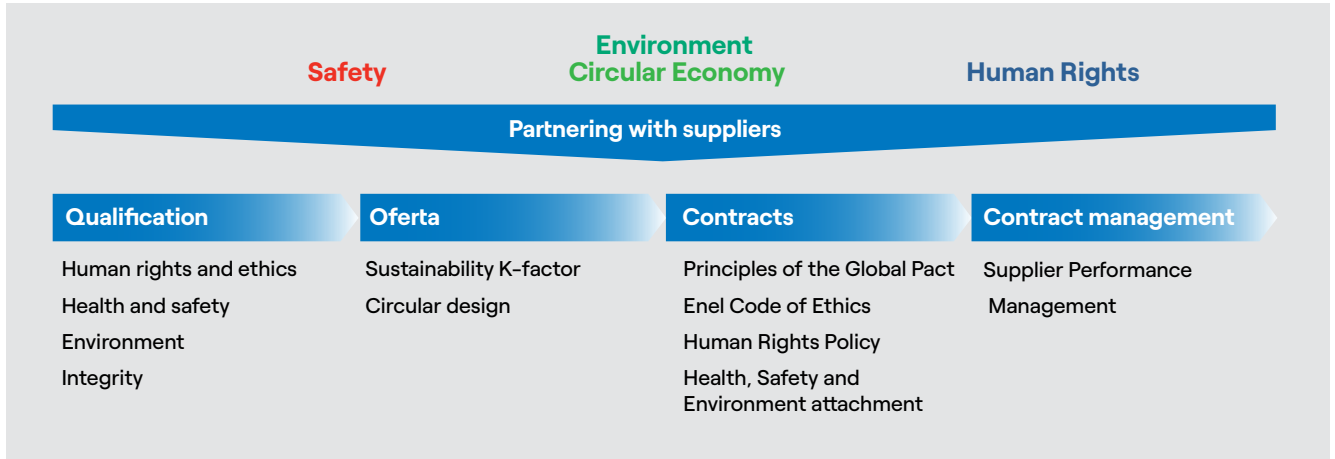 Safety
Environment
Circular Economy
Human Rights
Partnering with suppliers
Qualification
Human rights and ethics
Health and safety
Environment
Integrity
Oferta
Sustainability K-factor
Circular design
Contracts
Principles of the Global Pact
Enel Code of Ethics
Human Rights Policy
Health, Safety and
Environment attachment
Contract management
Supplier Performance
Management